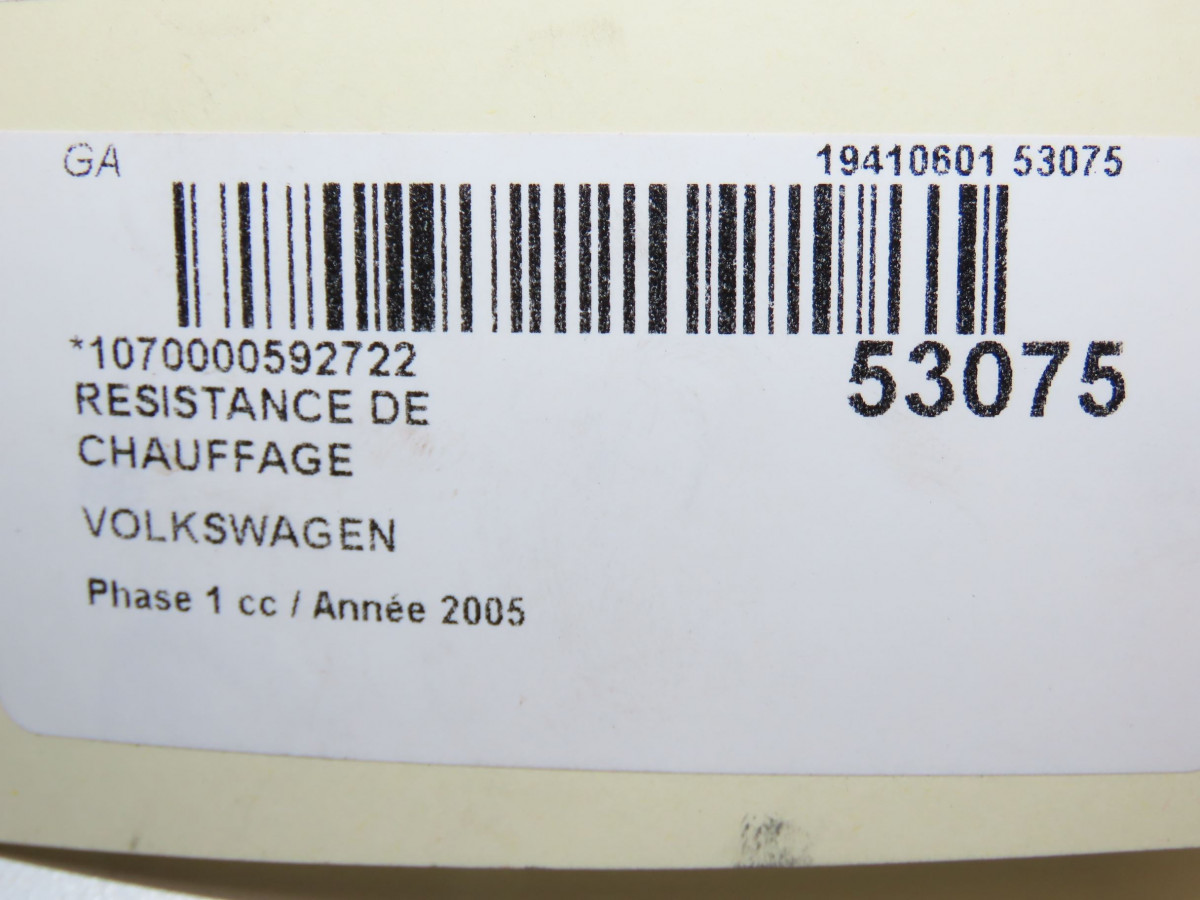 GA
19410601 53075
*1070000592722
53075
RESISTANCE DE
CHAUFFAGE
VOLKSWAGEN
Phase 1 cc / Année 2005